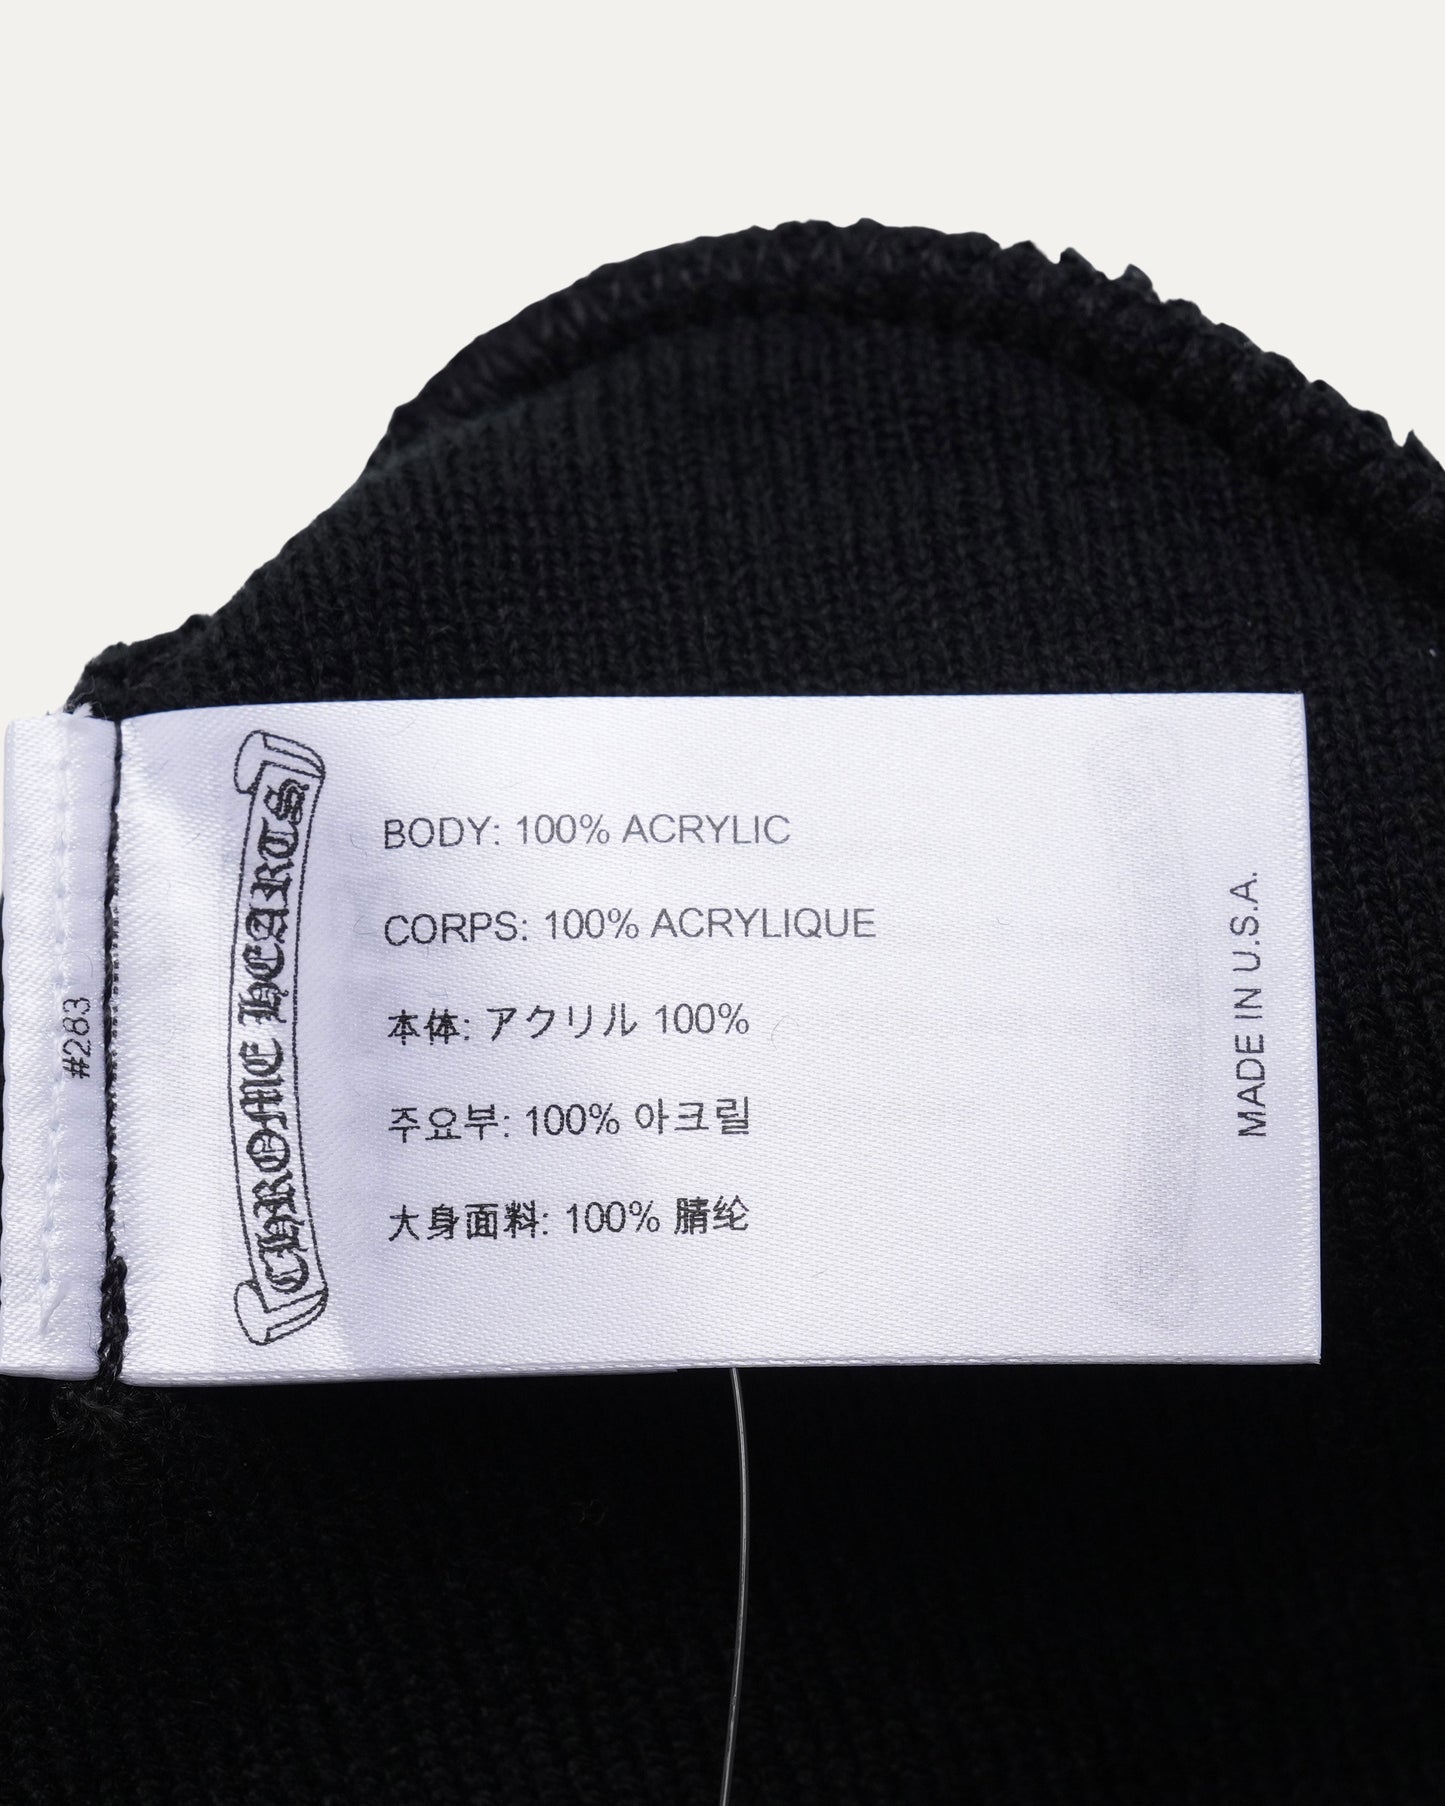 #283
CHROME HEARTS
BODY: 100% ACRYLIC
CORPS: 100% ACRYLIQUE
本体: アクリル 100%
주요부: 100% 아크릴
大身面料: 100% 腈纶
MADE IN U.S.A.